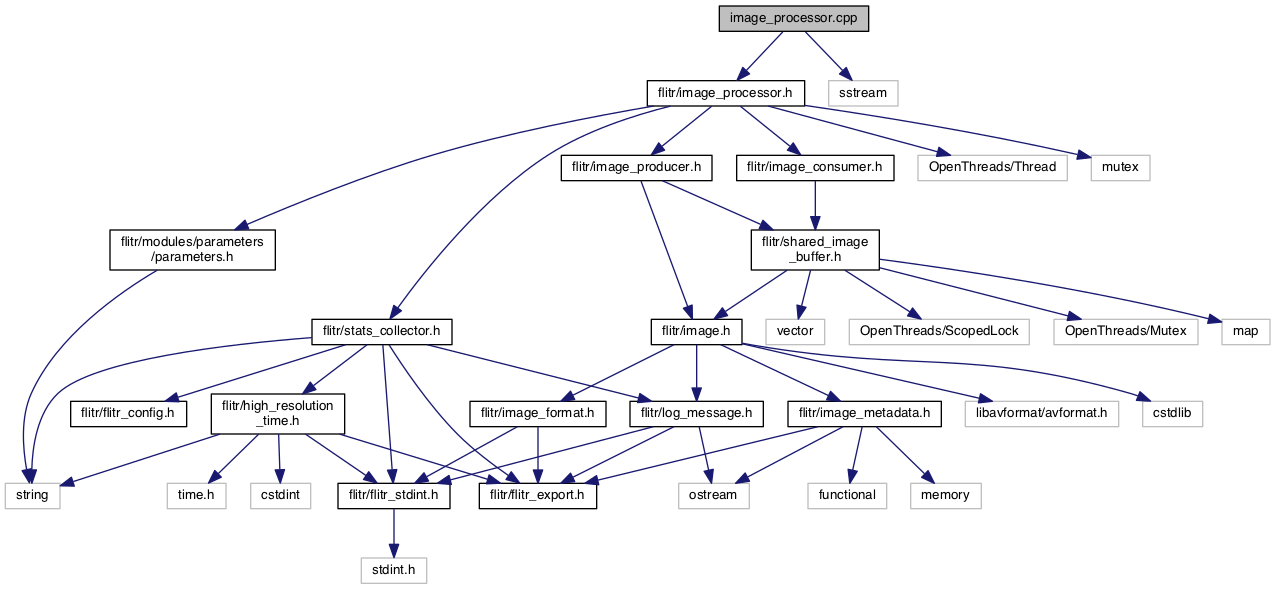 image_processor.cpp
flitr/image_processor.h
sstream
flitr/image_producer.h
flitr/image_consumer.h
OpenThreads/Thread
mutex
flitr/modules/parameters
/parameters.h
flitr/shared_image
_buffer.h
flitr/stats_collector.h
flitr/image.h
vector
OpenThreads/ScopedLock
OpenThreads/Mutex
map
flitr/flitr_config.h
flitr/high_resolution
_time.h
flitr/image_format.h
flitr/log_message.h
flitr/image_metadata.h
libavformat/avformat.h
cstdlib
string
time.h
cstdint
flitr/flitr_stdint.h
flitr/flitr_export.h
ostream
functional
memory
stdint.h